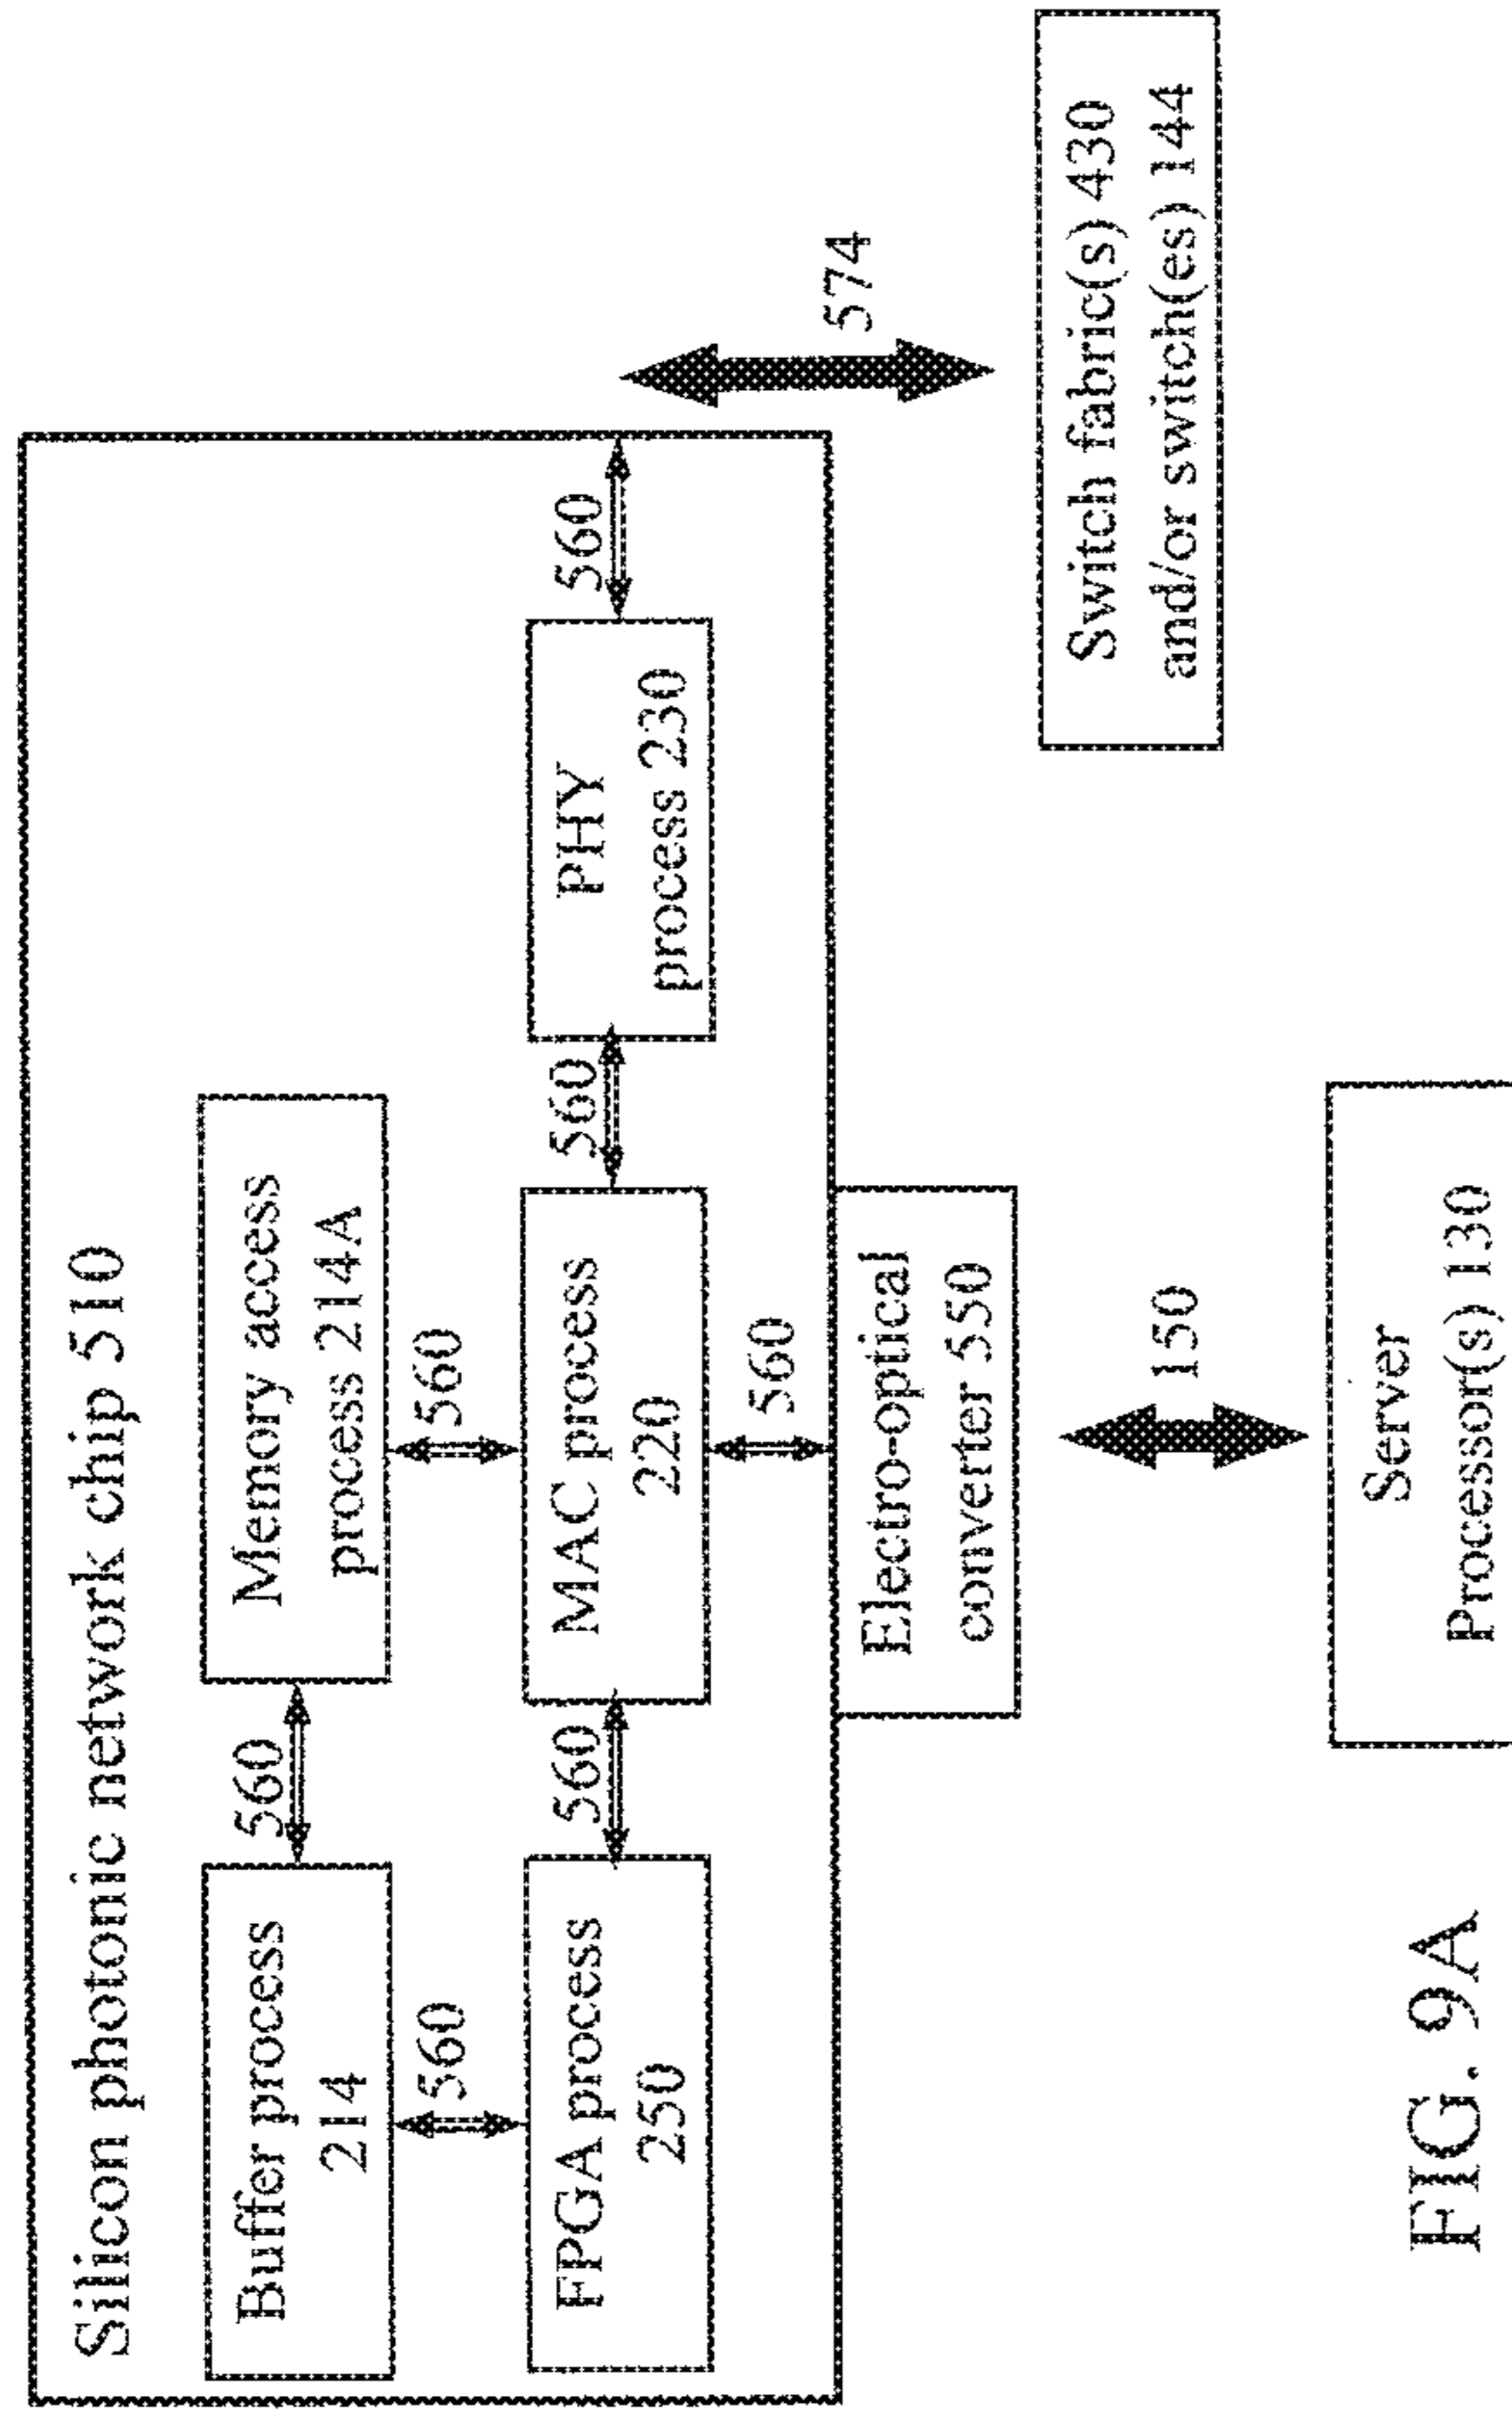 Silicon photonic network chip 510
Buffer process
214
560
Memory access
process 214A
560
560
FPGA process
250
560
MAC process
220
560
PHY
process 230
560
560
574
Electro-optical
converter 550
Switch fabric(s) 430
and/or switch(es) 144
150
Server
Processor(s) 130
FIG. 9A